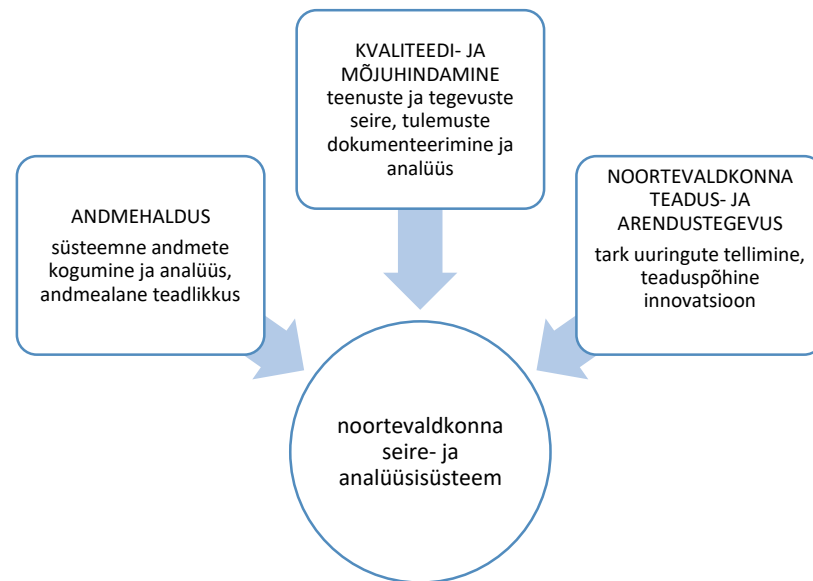 KVALITEEDI- JA
MÕJUHINDAMINE
teenuste ja tegevuste
seire, tulemuste
dokumenteerimine ja
analüüs
ANDMEHALDUS
süsteemne andmete
kogumine ja analüüs,
andmealane teadlikkus
NOORTEVALDKONNA
TEADUS- JA
ARENDUSTEGEVUS
tark uuringute tellimine,
teaduspõhine
innovatsioon
noortevaldkonna
seire- ja
analüüsisüsteem